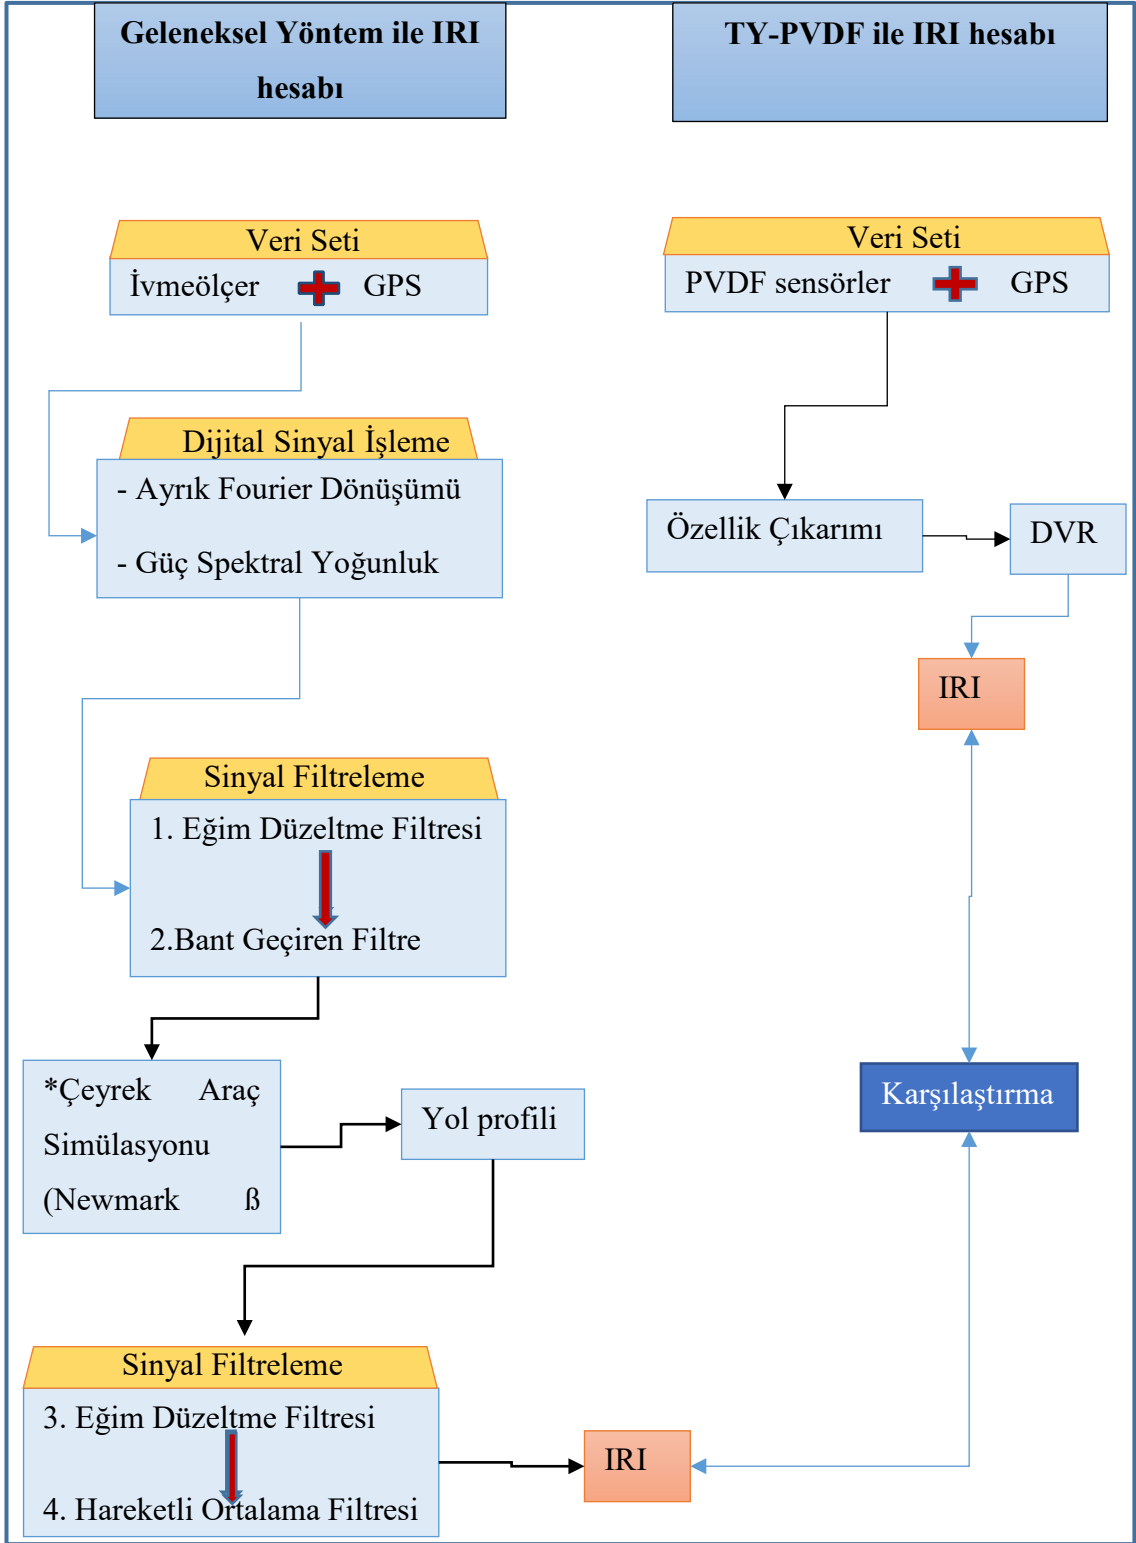 Geleneksel Yöntem ile IRI
hesabı
TY-PVDF ile IRI hesabı
Veri Seti
İvmeölçer GPS
Veri Seti
PVDF sensörler GPS
Dijital Sinyal İşleme
- Ayrık Fourier Dönüşümü
- Güç Spektral Yoğunluk
Özellik Çıkarımı
DVR
IRI
Sinyal Filtreleme
1. Eğim Düzeltme Filtresi
2.Bant Geçiren Filtre
*Çeyrek Araç
Simülasyonu
(Newmark ß
Yol profili
Karşılaştırma
Sinyal Filtreleme
3. Eğim Düzeltme Filtresi
4. Hareketli Ortalama Filtresi
IRI